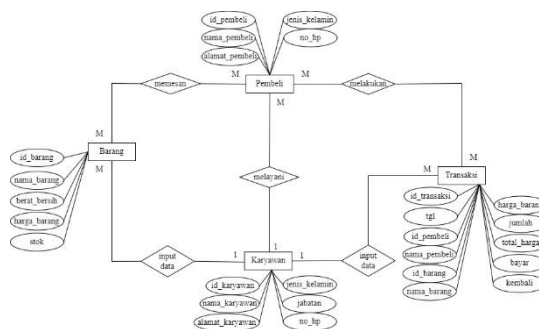 id_pembeli
jenis_kelamin
nama_pembeli
no_hp
alamat_pembeli
memesan
M
Pembeli
M
melakukan
M
M
M
id_barang
Barang
M
nama_barang
berat_bersih
harga_barang
stok
melayani
M
Transaksi
id_transaksi
harga_barang
tgl
jumlah
id_pembeli
total_harga
nama_pembeli
bayar
id_barang
kembali
nama_barang
input
data
1
Karyawan
1
1
input
data
id_karyawan
jenis_kelamin
nama_karyawan
jabatan
alamat_karyawan
no_hp